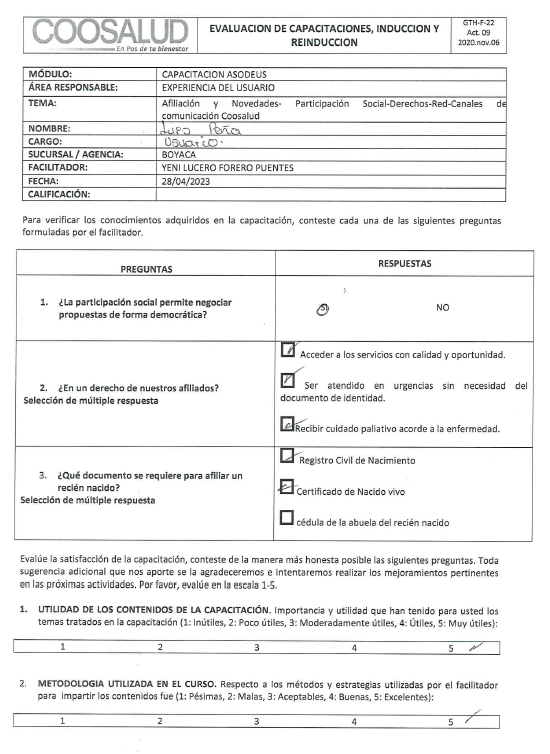 COOSALUD
En Pos de tu bienestar
EVALUACION DE CAPACITACIONES, INDUCCION Y
REINDUCCION
GTH-F-22
Act. 09
2020.nov.06
MÓDULO: CAPACITACION ASODEUS
ÁREA RESPONSABLE: EXPERIENCIA DEL USUARIO
TEMA: Afiliación y Novedades- Participación Social-Derechos-Red-Canales de
comunicación Coosalud
NOMBRE: Peña
CARGO: Usuario.
SUCURSAL / AGENCIA: BOYACA
FACILITADOR: YENI LUCERO FORERO PUENTES
FECHA: 28/04/2023
CALIFICACIÓN:
Para verificar los conocimientos adquiridos en la capacitación, conteste cada una de las siguientes preguntas
formuladas por el facilitador.
PREGUNTAS RESPUESTAS
1. ¿La participación social permite negociar
propuestas de forma democrática?
SI NO
2. ¿En un derecho de nuestros afiliados?
Selección de múltiple respuesta
Acceder a los servicios con calidad y oportunidad.
Ser atendido en urgencias sin necesidad del
documento de identidad.
Recibir cuidado paliativo acorde a la enfermedad.
3. ¿Qué documento se requiere para afiliar un
recién nacido?
Selección de múltiple respuesta
Registro Civil de Nacimiento
Certificado de Nacido vivo
cédula de la abuela del recién nacido
Evalúe la satisfacción de la capacitación, conteste de la manera más honesta posible las siguientes preguntas. Toda
sugerencia adicional que nos aporte se la agradeceremos e intentaremos realizar los mejoramientos pertinentes
en las próximas actividades. Por favor, evalúe en la escala 1-5.
1. UTILIDAD DE LOS CONTENIDOS DE LA CAPACITACIÓN. Importancia y utilidad que han tenido para usted los
temas tratados en la capacitación (1: Inútiles, 2: Poco útiles, 3: Moderadamente útiles, 4: Útiles, 5: Muy útiles):
1 2 3 4 5
2. METODOLOGIA UTILIZADA EN EL CURSO. Respecto a los métodos y estrategias utilizadas por el facilitador
para impartir los contenidos fue (1: Pésimas, 2: Malas, 3: Aceptables, 4: Buenas, 5: Excelentes):
1 2 3 4 5